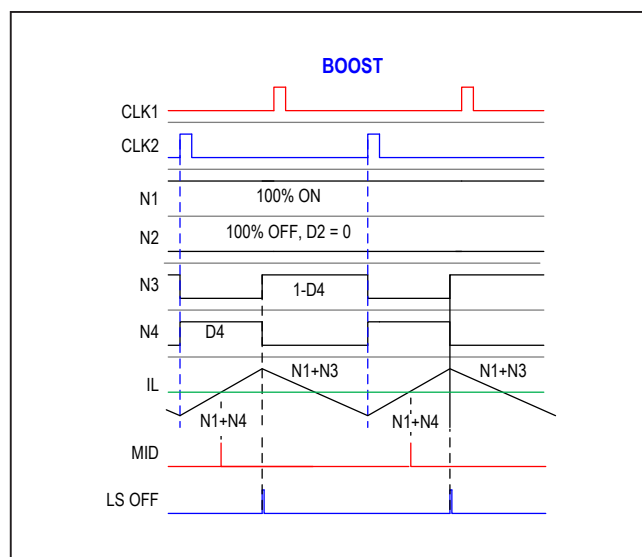 BOOST
CLK1
CLK2
N1
100% ON
N2
100% OFF, D2 = 0
N3
1-D4
N4
D4
IL
N1+N3
N1+N3
N1+N4
N1+N4
MID
LS OFF